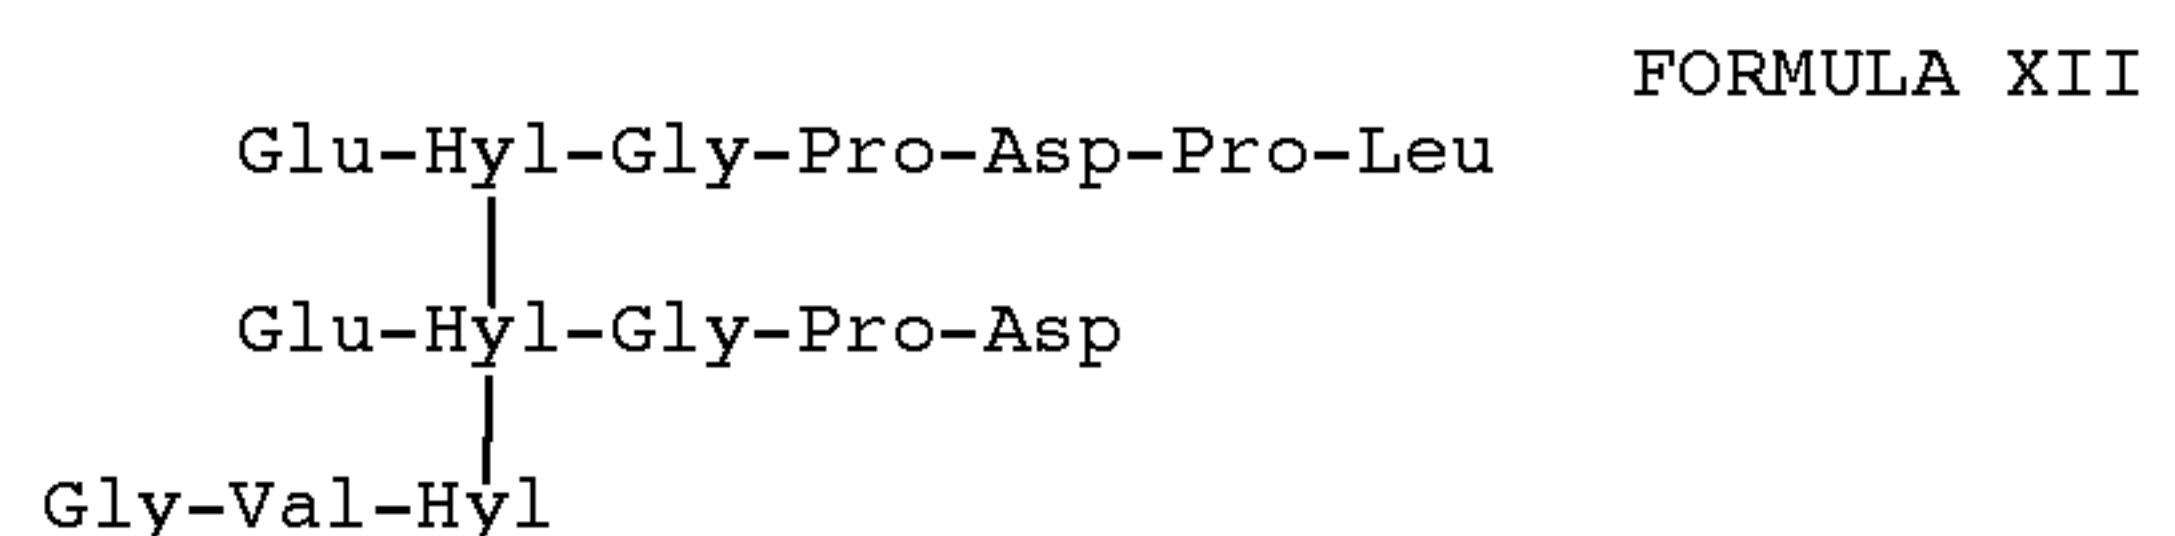 FORMULA XII
Glu-Hyl-Gly-Pro-Asp-Pro-Leu
Glu-Hyl-Gly-Pro-Asp
Gly-Val-Hyl